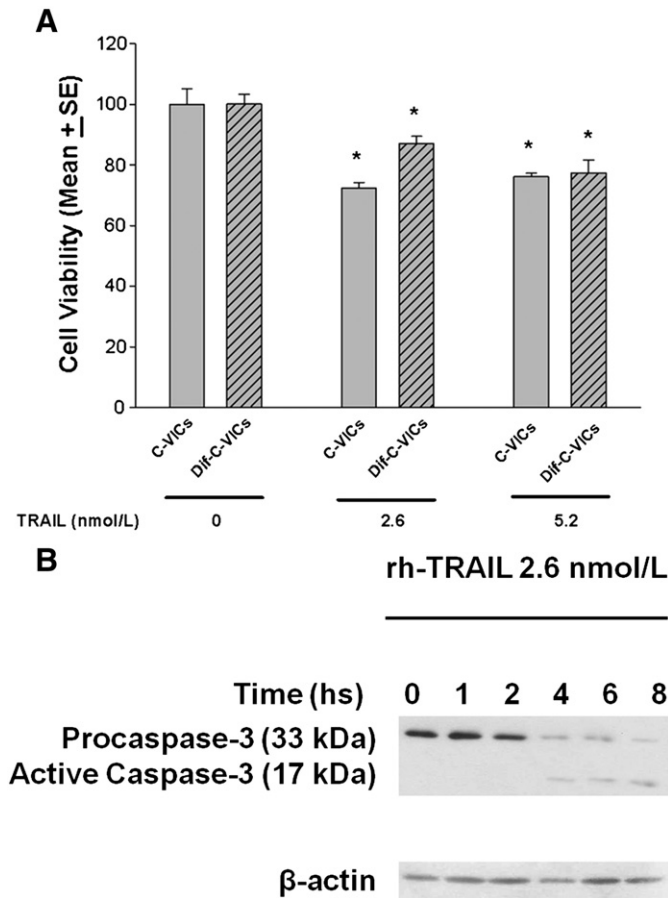 A
Cell Viability (Mean ± SE)
120
100
80
60
40
20
0
*
*
*
*
C-VICs
Dif-C-VICs
C-VICs
Dif-C-VICs
C-VICs
Dif-C-VICs
TRAIL (nmol/L) 0 2.6 5.2
B
rh-TRAIL 2.6 nmol/L
Time (hs) 0 1 2 4 6 8
Procaspase-3 (33 kDa)
Active Caspase-3 (17 kDa)
β-actin